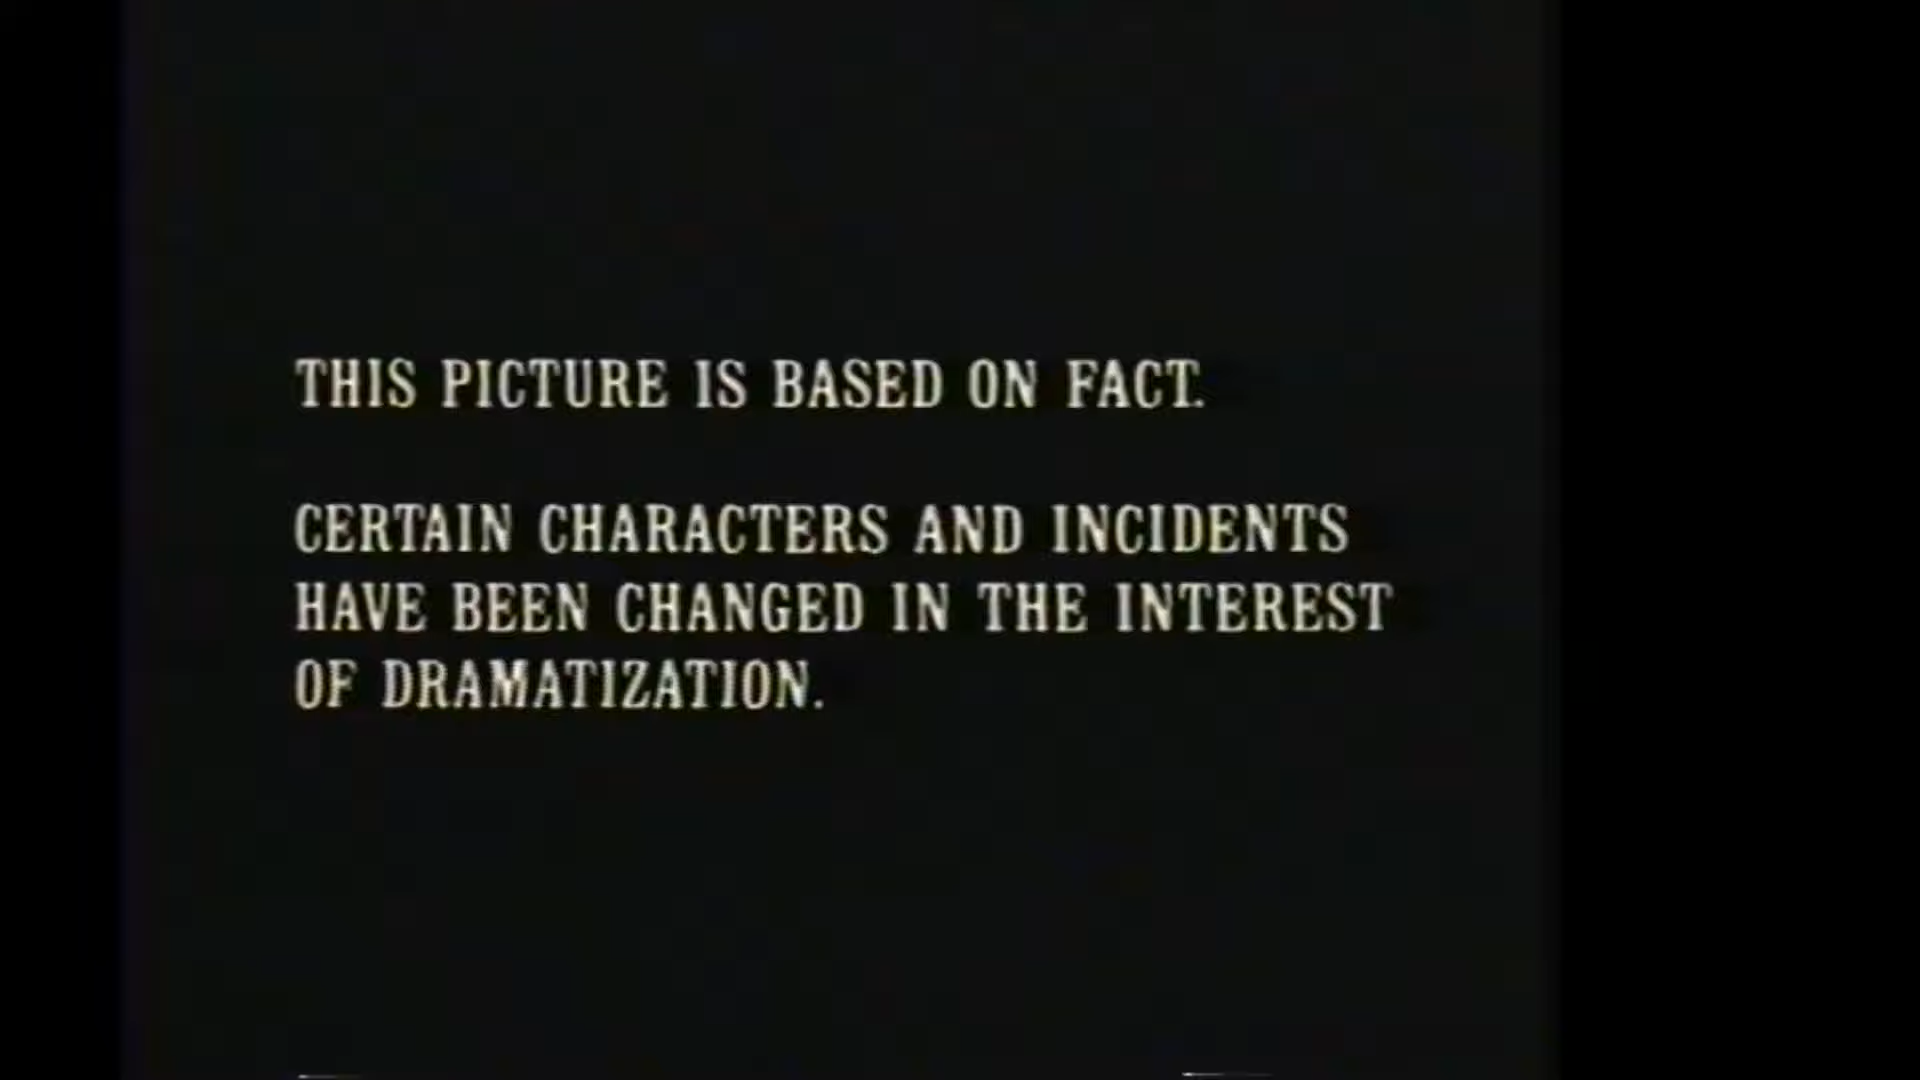 THIS PICTURE IS BASED ON FACT.
CERTAIN CHARACTERS AND INCIDENTS
HAVE BEEN CHANGED IN THE INTEREST
OF DRAMATIZATION.